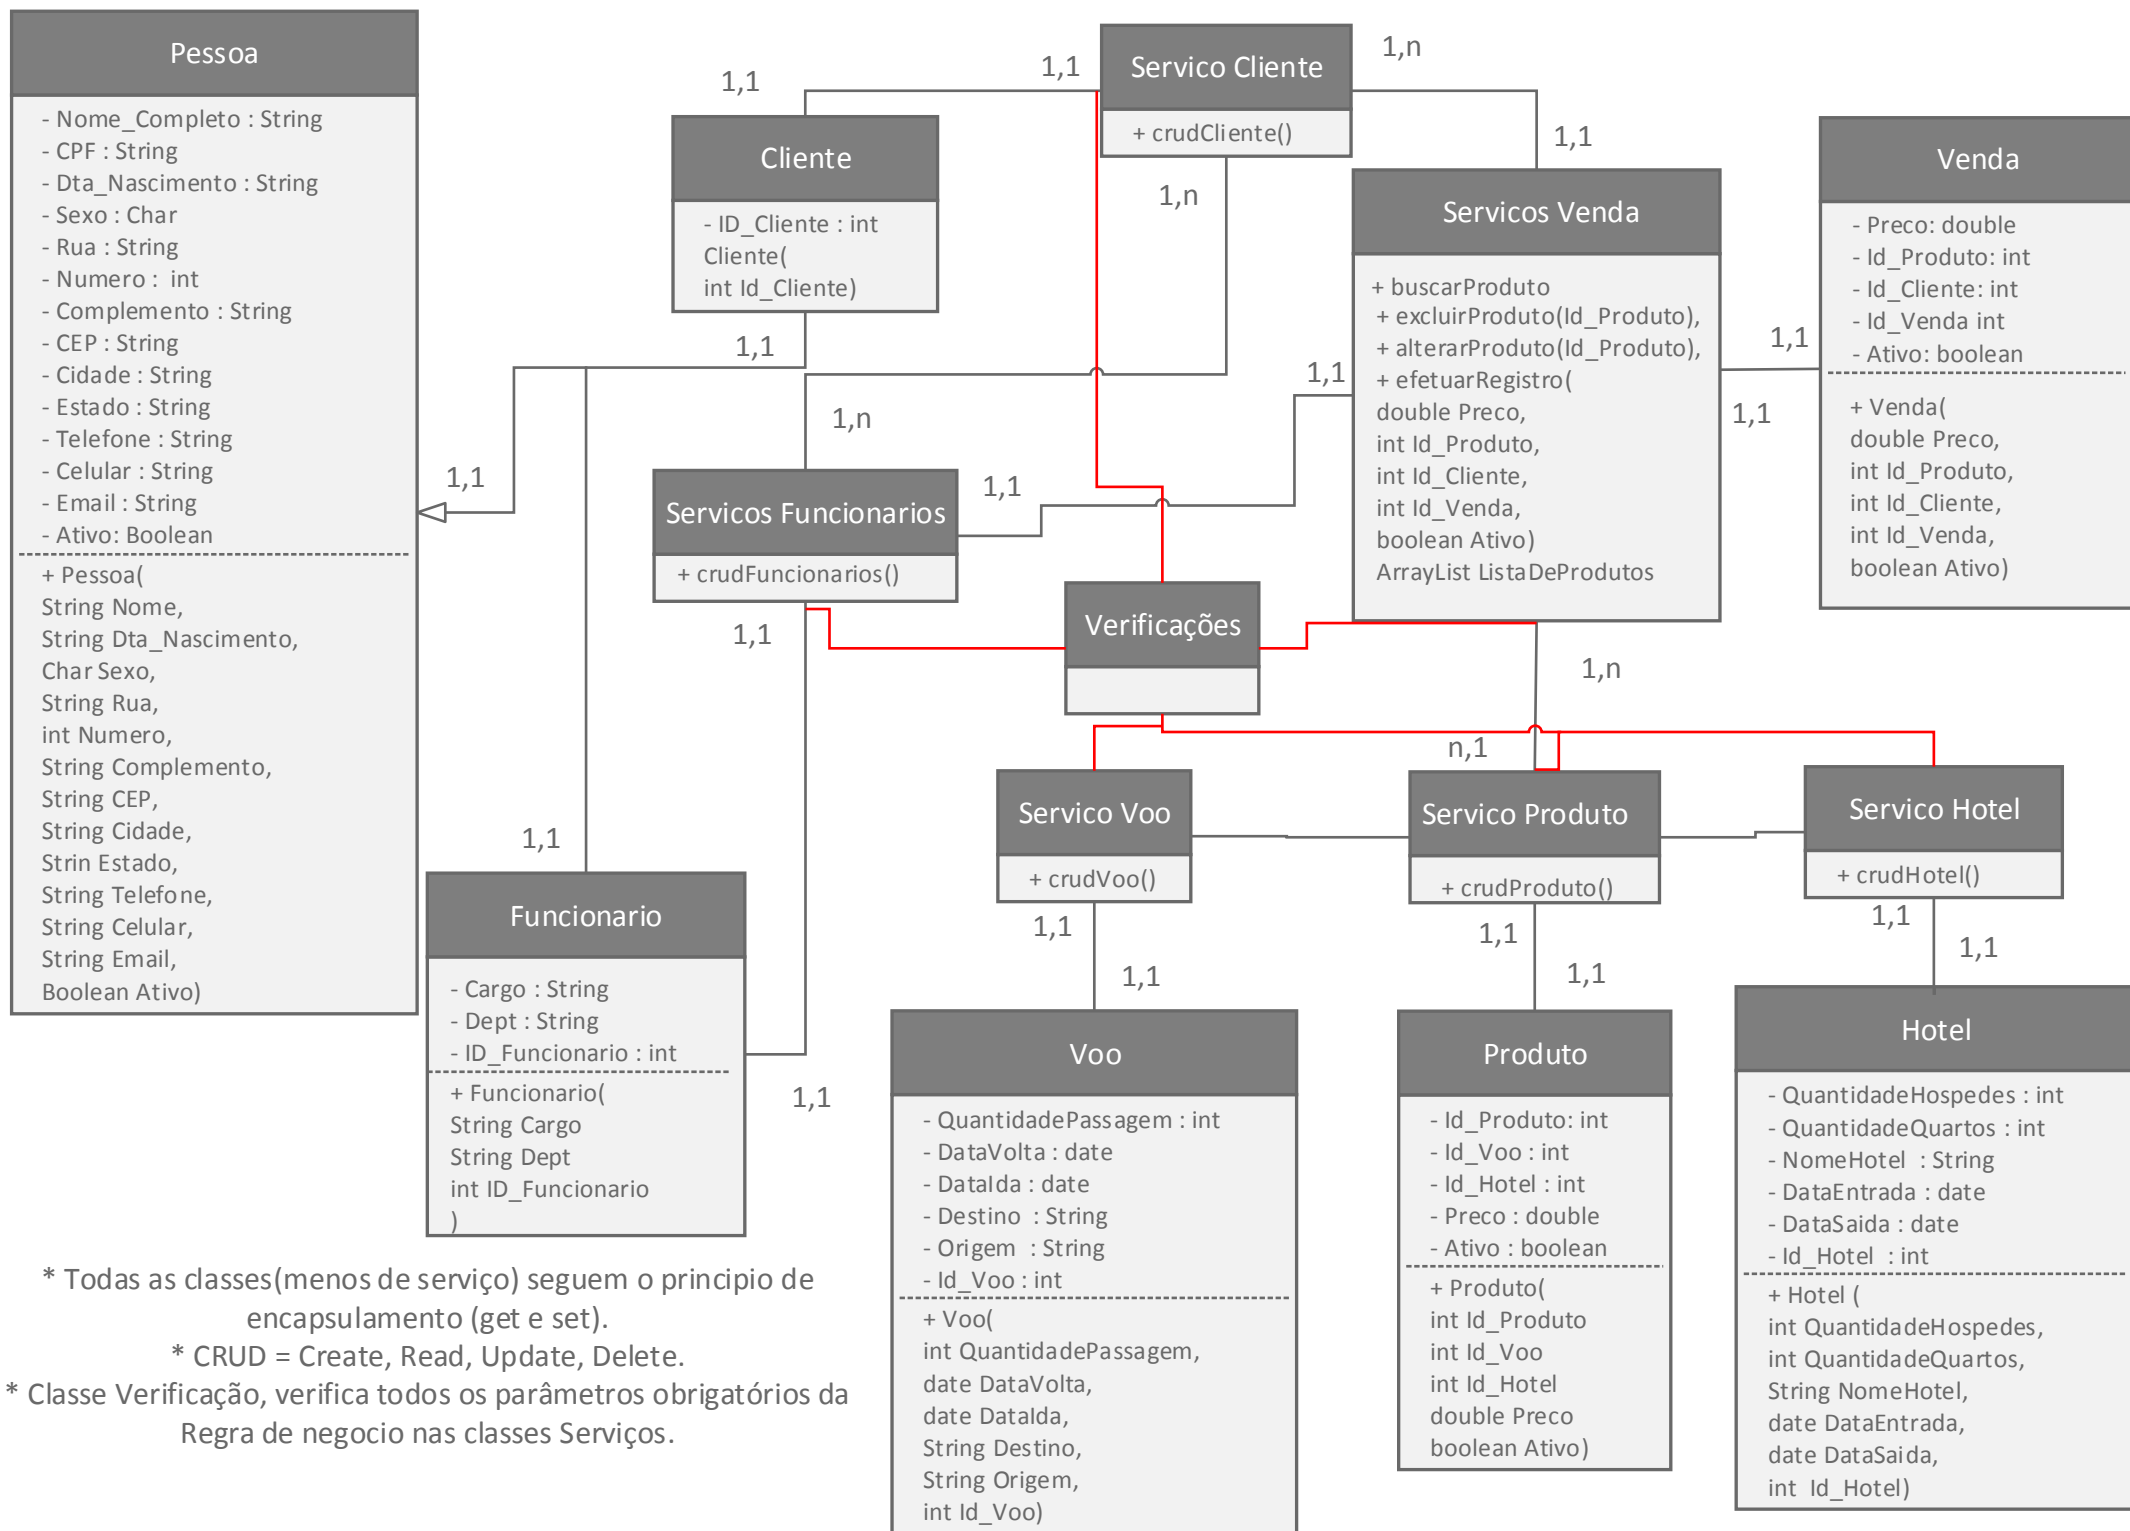 Pessoa
- Nome_Completo : String
- CPF : String
- Dta_Nascimento : String
- Sexo : Char
- Rua : String
- Numero :  int
- Complemento : String
- CEP : String
- Cidade : String
- Estado : String
- Telefone : String
- Celular : String
- Email : String
- Ativo: Boolean
+ Pessoa(
String Nome,
String Dta_Nascimento,
Char Sexo,
String Rua,
int Numero,
String Complemento,
String CEP,
String Cidade,
Strin Estado,
String Telefone,
String Celular,
String Email,
Boolean Ativo)
1,1
1,1
1,1
Cliente
- ID_Cliente : int
Cliente(
int Id_Cliente)
1,1
Servico Cliente
+ crudCliente()
1,n
1,1
1,n
1,n
Servicos Funcionarios
+ crudFuncionarios()
1,1
1,1
1,1
Servicos Venda
+ buscarProduto
+ excluirProduto(Id_Produto),
+ alterarProduto(Id_Produto),
+ efetuarRegistro(
double Preco,
int Id_Produto,
int Id_Cliente,
int Id_Venda,
boolean Ativo)
ArrayList ListaDeProdutos
1,1
1,1
Venda
- Preco: double
- Id_Produto: int
- Id_Cliente: int
- Id_Venda int
- Ativo: boolean
+ Venda(
double Preco,
int Id_Produto,
int Id_Cliente,
int Id_Venda,
boolean Ativo)
Verificações
1,n
n,1
Servico Voo
+ crudVoo()
1,1
1,1
Servico Produto
+ crudProduto()
1,1
1,1
Servico Hotel
+ crudHotel()
1,1
1,1
1,1
Funcionario
- Cargo : String
- Dept : String
- ID_Funcionario : int
+ Funcionario(
String Cargo
String Dept
int ID_Funcionario
)
1,1
Voo
- QuantidadePassagem : int
- DataVolta : date
- DataIda : date
- Destino  : String
- Origem  : String
- Id_Voo : int
+ Voo(
int QuantidadePassagem,
date DataVolta,
date DataIda,
String Destino,
String Origem,
int Id_Voo)
Produto
- Id_Produto: int
- Id_Voo : int
- Id_Hotel : int
- Preco : double
- Ativo : boolean
+ Produto(
int Id_Produto
int Id_Voo
int Id_Hotel
double Preco
boolean Ativo)
Hotel
- QuantidadeHospedes : int
- QuantidadeQuartos : int
- NomeHotel  : String
- DataEntrada : date
- DataSaida : date
- Id_Hotel  : int
+ Hotel (
int QuantidadeHospedes,
int QuantidadeQuartos,
String NomeHotel,
date DataEntrada,
date DataSaida,
int  Id_Hotel)
* Todas as classes(menos de serviço) seguem o principio de
encapsulamento (get e set).
* CRUD = Create, Read, Update, Delete.
* Classe Verificação, verifica todos os parâmetros obrigatórios da
Regra de negocio nas classes Serviços.